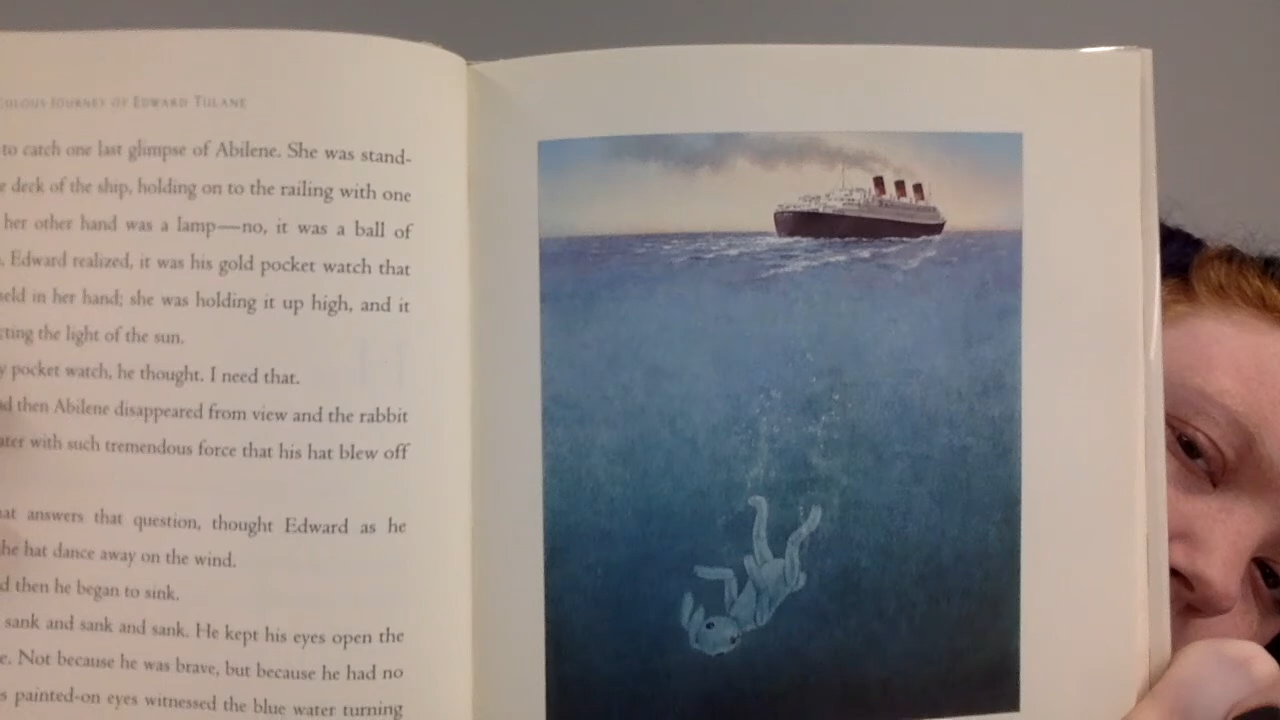 JOURNEY OF EDWARD TULANE
to catch one last glimpse of Abilene. She was stand-
deck of the ship, holding on to the railing with one
her other hand was a lamp—no, it was a ball of
Edward realized, it was his gold pocket watch that
held in her hand; she was holding it up high, and it
the light of the sun.
pocket watch, he thought. I need that.
then Abilene disappeared from view and the rabbit
with such tremendous force that his hat blew off
answers that question, thought Edward as he
he hat dance away on the wind.
then he began to sink.
sank and sank and sank. He kept his eyes open the
Not because he was brave, but because he had no
painted-on eyes witnessed the blue water turning